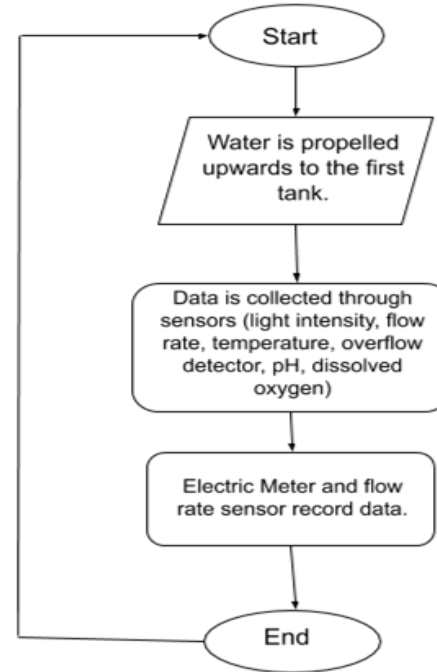 Start
Water is propelled
upwards to the first
tank.
Data is collected through
sensors (light intensity, flow
rate, temperature, overflow
detector, pH, dissolved
oxygen)
Electric Meter and flow
rate sensor record data.
End